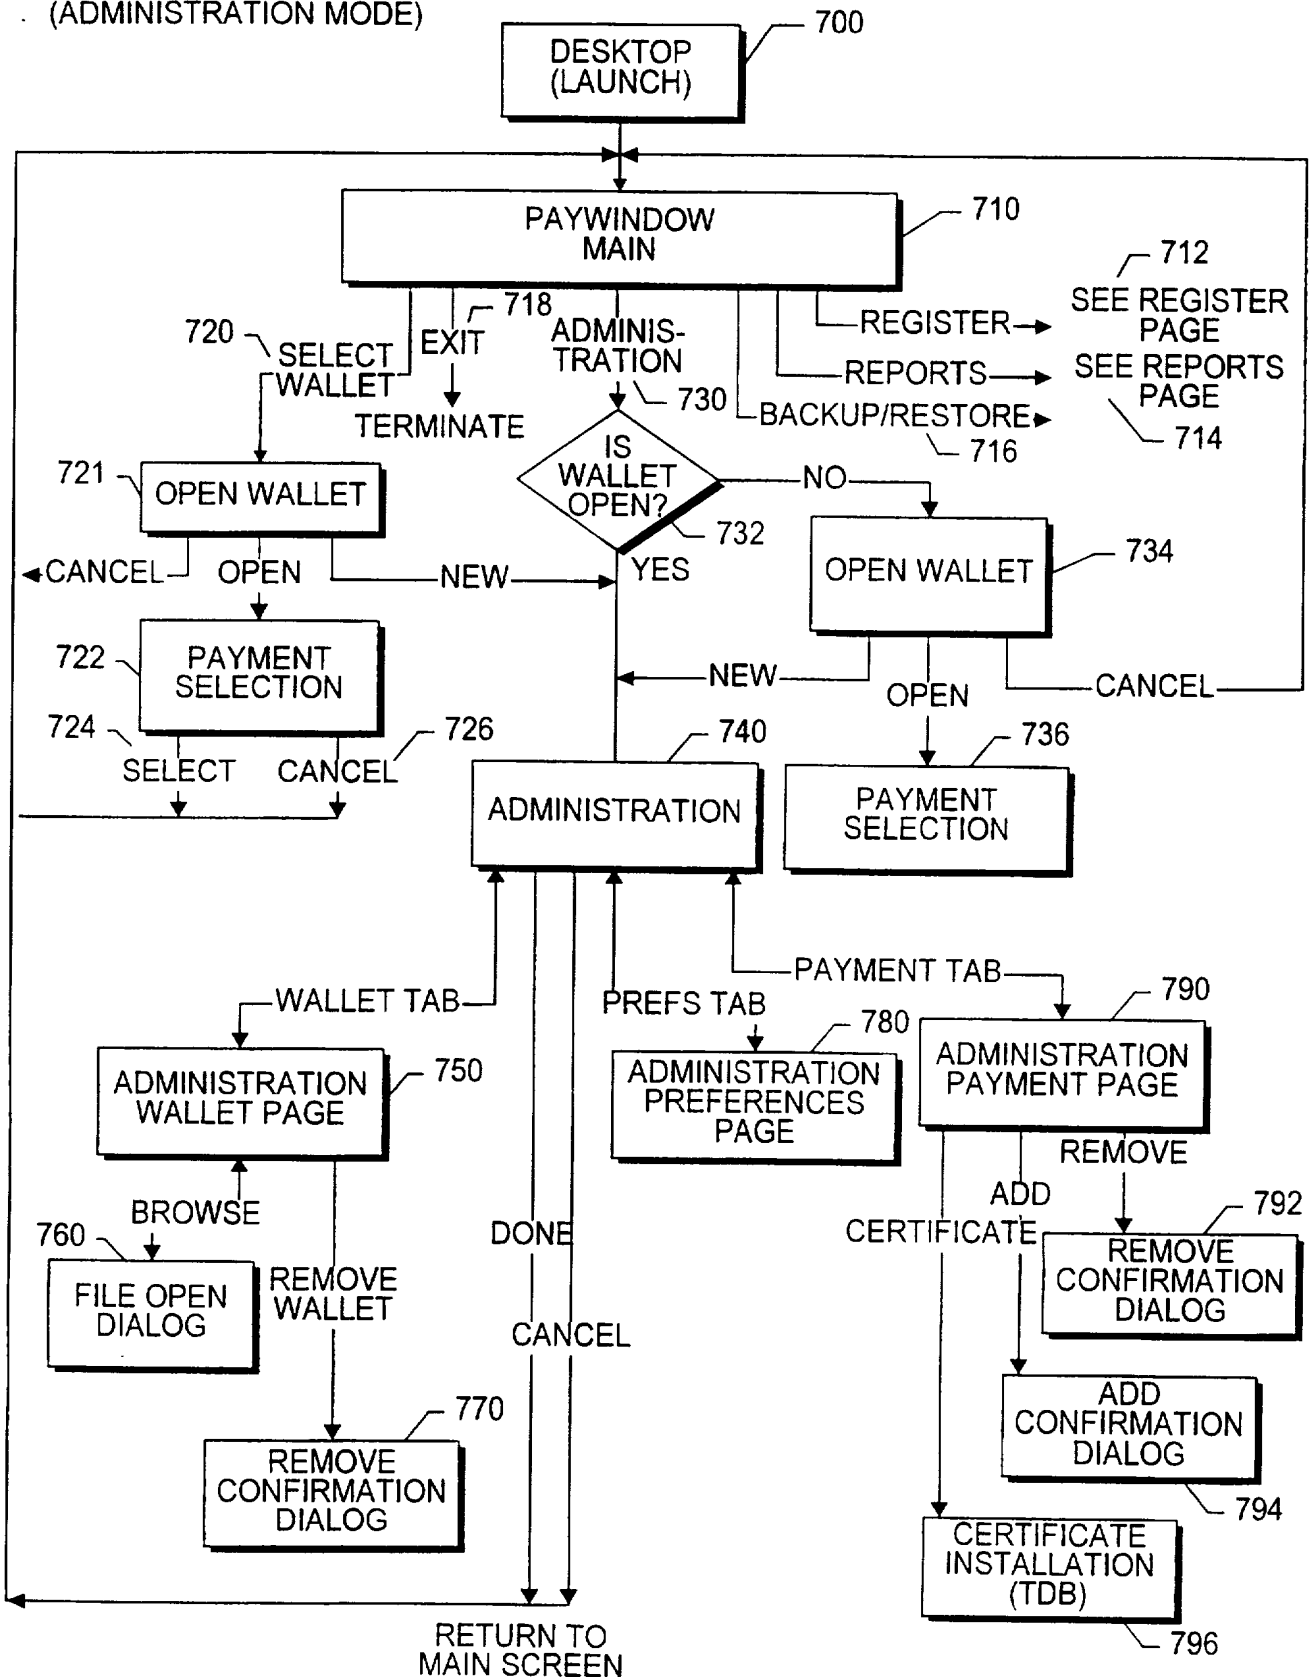 (ADMINISTRATION MODE)
700
DESKTOP
(LAUNCH)
PAYWINDOW
MAIN
710
712
SEE REGISTER
PAGE
REGISTER
718
EXIT
TERMINATE
ADMINIS-
TRATION
720
SELECT
WALLET
REPORTS
SEE REPORTS
PAGE
714
730
BACKUP/RESTORE
716
IS
WALLET
OPEN?
732
NO
YES
721
OPEN WALLET
734
OPEN WALLET
CANCEL
OPEN
NEW
722
PAYMENT
SELECTION
NEW
OPEN
CANCEL
724
SELECT
726
CANCEL
740
ADMINISTRATION
736
PAYMENT
SELECTION
WALLET TAB
PREFS TAB
PAYMENT TAB
790
780
750
ADMINISTRATION
WALLET PAGE
ADMINISTRATION
PREFERENCES
PAGE
ADMINISTRATION
PAYMENT PAGE
REMOVE
ADD
CERTIFICATE
792
REMOVE
CONFIRMATION
DIALOG
BROWSE
760
FILE OPEN
DIALOG
REMOVE
WALLET
DONE
CANCEL
770
REMOVE
CONFIRMATION
DIALOG
ADD
CONFIRMATION
DIALOG
794
CERTIFICATE
INSTALLATION
(TDB)
796
RETURN TO
MAIN SCREEN